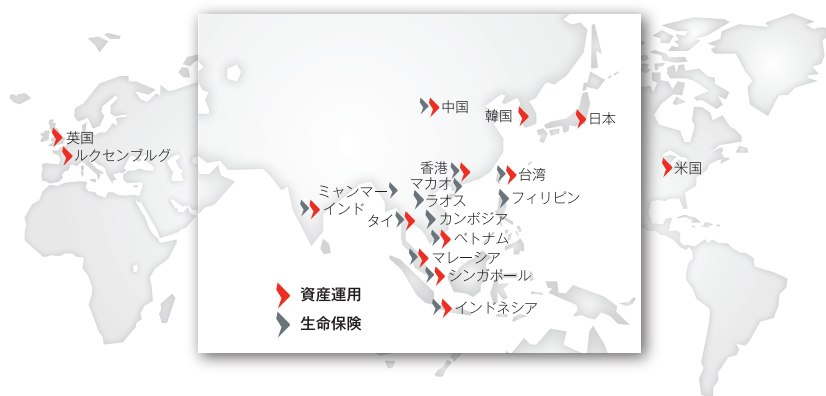 中国
韓国
日本
英国
ルクセンブルグ
香港
米国
台湾
マカオ
ミャンマー
ラオス
フィリピン
インド
タイ
カンボジア
ベトナム
マレーシア
シンガポール
資産運用
インドネシア
生命保険